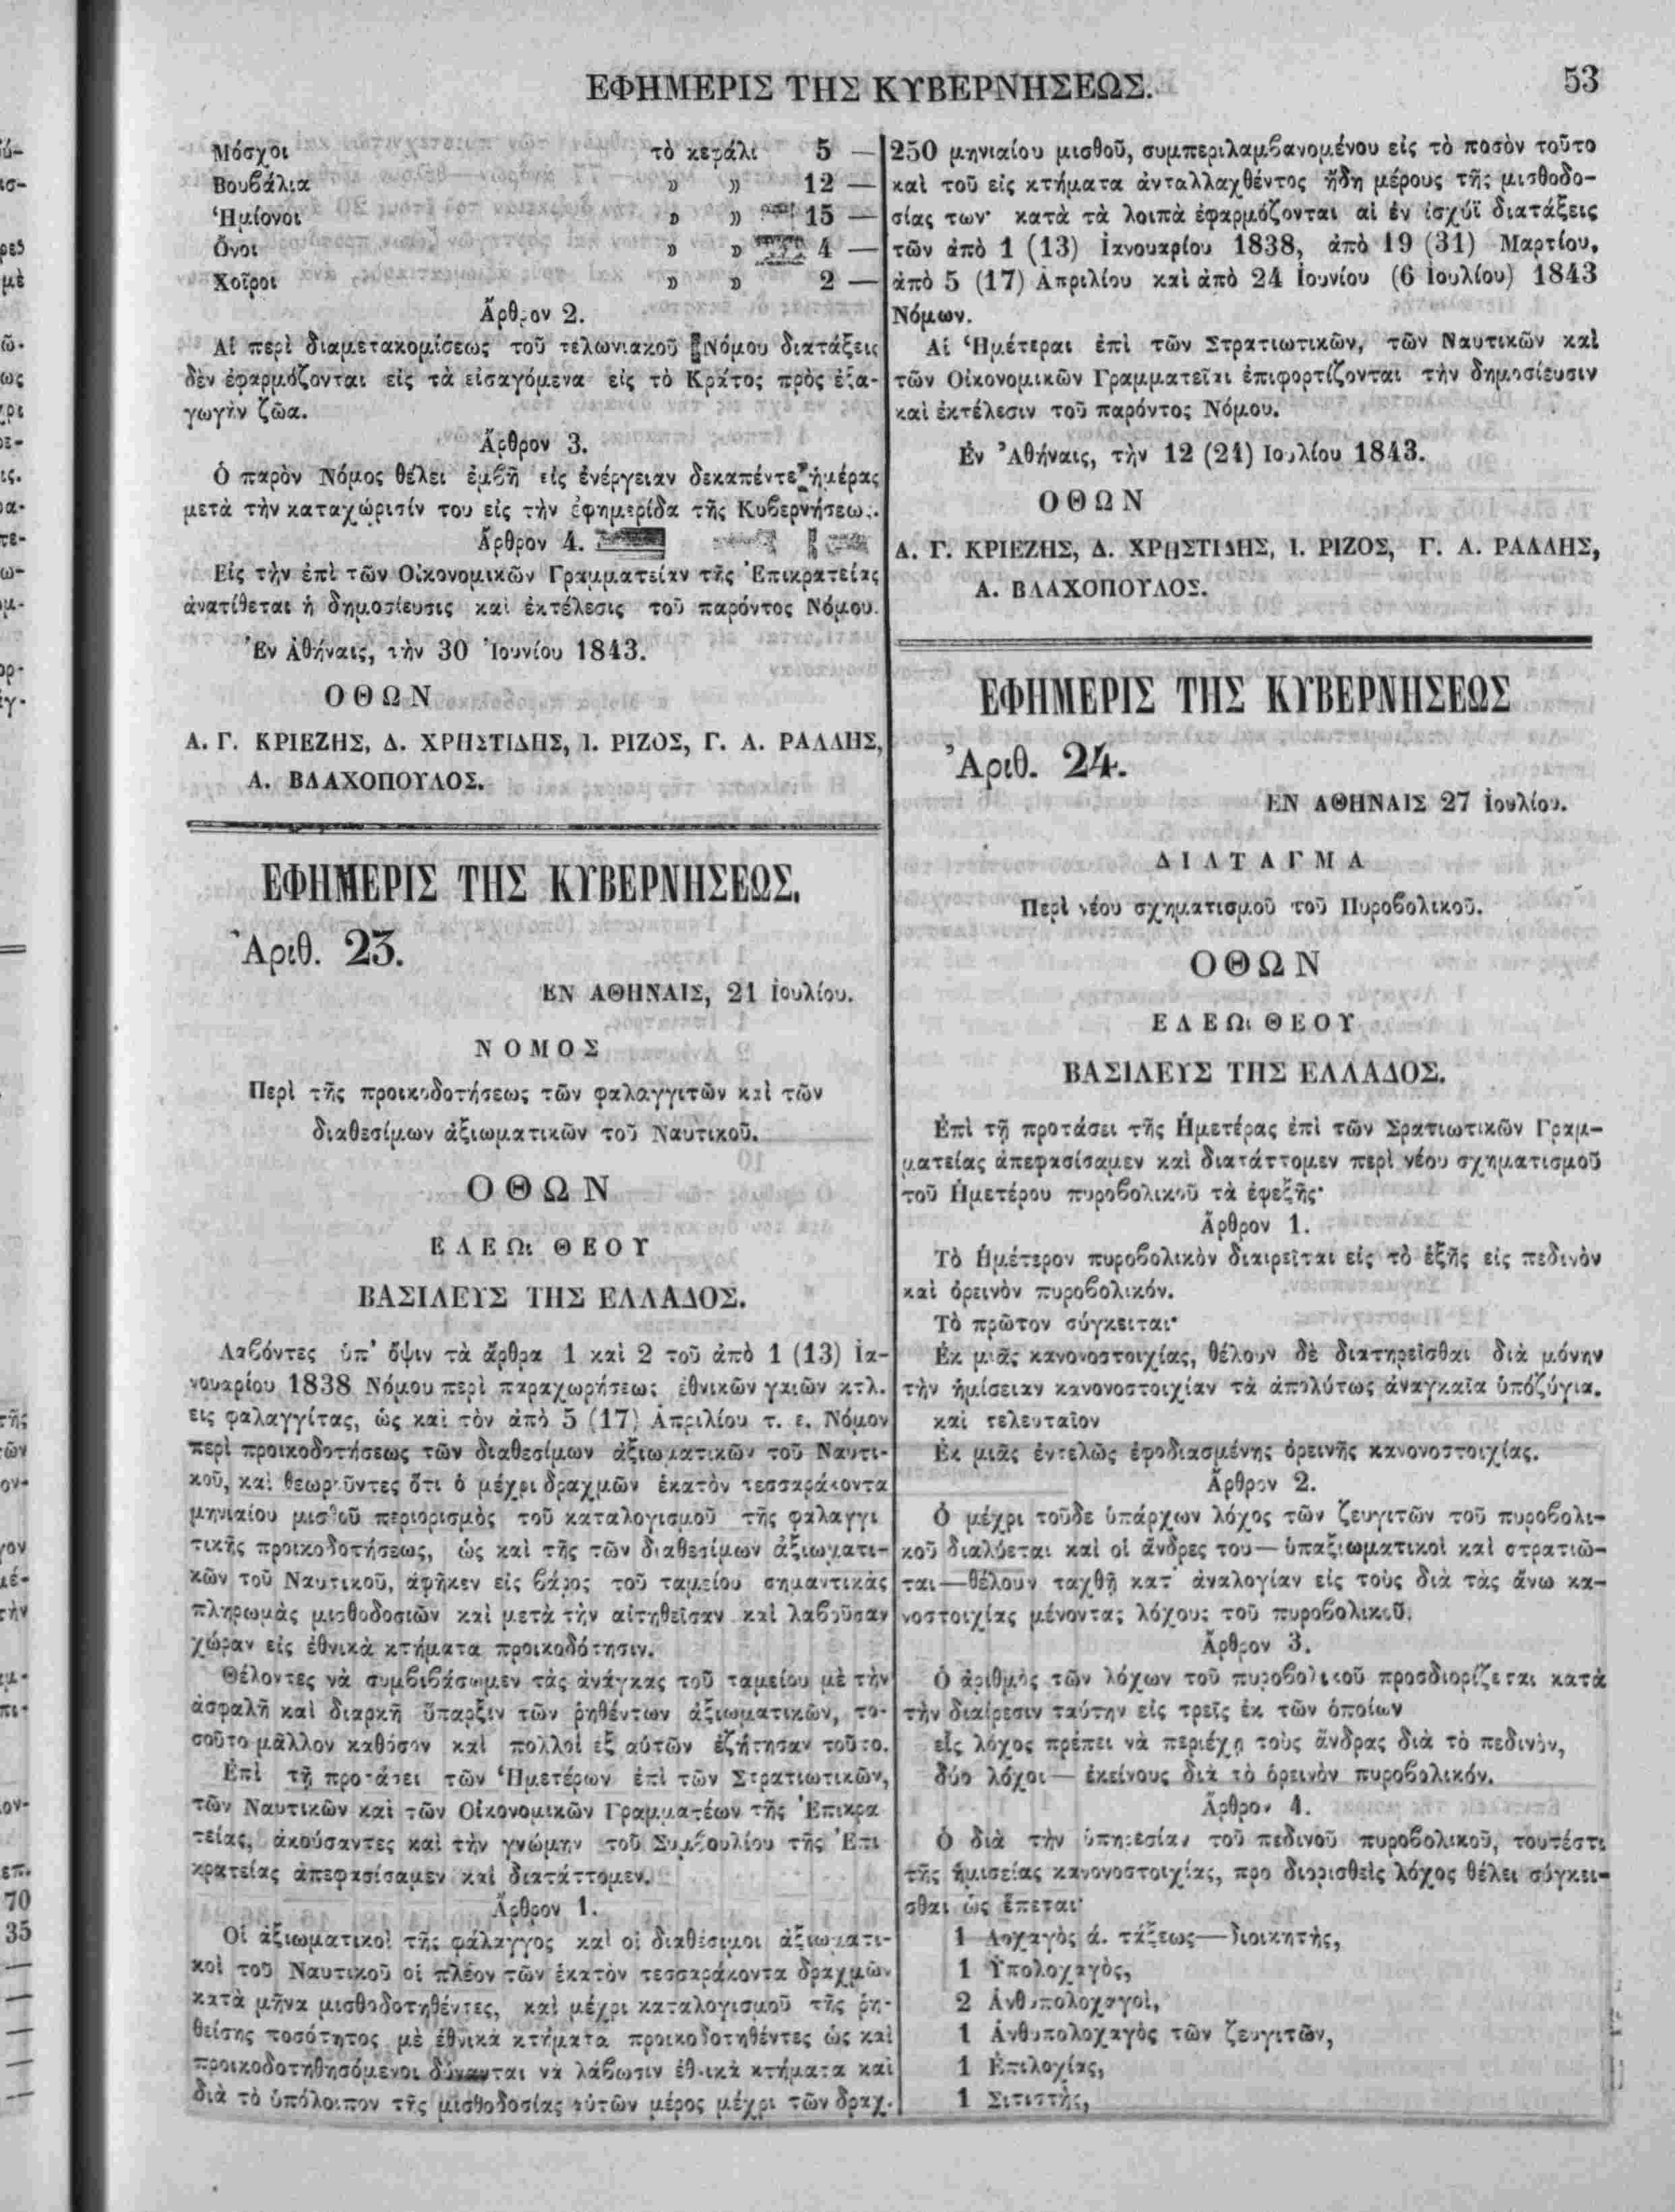 ΕΦΗΜΕΡΙΣ ΤΗΣ ΚΥΒΕΡΝΗΣΕΩΣ.
53
Μόσχοι τὸ κεφάλι 5 —
Βουβάλια » » 12 —
Ἡμίονοι » » 15 —
Ὄνοι » » 4 —
Χοῖροι » » 2 —
Ἄρθρον 2.
Αἱ περὶ διαμετακομίσεως τοῦ τελωνιακοῦ Νόμου διατάξεις
δὲν ἐφαρμόζονται εἰς τὰ εἰσαγόμενα εἰς τὸ Κράτος πρὸς ἐξα-
γωγὴν ζῶα.
Ἄρθρον 3.
Ὁ παρὸν Νόμος θέλει ἐμβῆ εἰς ἐνέργειαν δεκαπέντε ἡμέρας
μετὰ τὴν καταχώρισίν του εἰς τὴν ἐφημερίδα τῆς Κυβερνήσεως.
Ἄρθρον 4.
Εἰς τὴν ἐπὶ τῶν Οἰκονομικῶν Γραμματείαν τῆς Ἐπικρατείας
ἀνατίθεται ἡ δημοσίευσις καὶ ἐκτέλεσις τοῦ παρόντος Νόμου.
Ἐν Ἀθήναις, τὴν 30 Ἰουνίου 1843.
ΟΘΩΝ
Α. Γ. ΚΡΙΕΖΗΣ, Δ. ΧΡΗΣΤΙΔΗΣ, Ι. ΡΙΖΟΣ, Γ. Α. ΡΑΛΛΗΣ,
Α. ΒΛΑΧΟΠΟΥΛΟΣ.
ΕΦΗΜΕΡΙΣ ΤΗΣ ΚΥΒΕΡΝΗΣΕΩΣ.
Ἀριθ. 23.
ΕΝ ΑΘΗΝΑΙΣ, 21 Ἰουλίου.
ΝΟΜΟΣ
Περὶ τῆς προικοδοτήσεως τῶν φαλαγγιτῶν καὶ τῶν
διαθεσίμων ἀξιωματικῶν τοῦ Ναυτικοῦ.
ΟΘΩΝ
ΕΛΕΩι ΘΕΟΥ
ΒΑΣΙΛΕΥΣ ΤΗΣ ΕΛΛΑΔΟΣ.
Λαβόντες ὑπ' ὄψιν τὰ ἄρθρα 1 καὶ 2 τοῦ ἀπὸ 1 (13) Ἰα-
νουαρίου 1838 Νόμου περὶ παραχωρήσεως ἐθνικῶν γαιῶν κτλ.
εἰς φαλαγγίτας, ὡς καὶ τὸν ἀπὸ 5 (17) Ἀπριλίου τ. ε. Νόμον
περὶ προικοδοτήσεως τῶν διαθεσίμων ἀξιωματικῶν τοῦ Ναυτι-
κοῦ, καὶ θεωροῦντες ὅτι ὁ μέχρι δραχμῶν ἑκατὸν τεσσαράκοντα
μηνιαίου μισθοῦ περιορισμὸς τοῦ καταλογισμοῦ τῆς φαλαγγι
τικῆς προικοδοτήσεως, ὡς καὶ τῆς τῶν διαθεσίμων ἀξιωματι-
κῶν τοῦ Ναυτικοῦ, ἀφῆκεν εἰς βάρος τοῦ ταμείου σημαντικὰς
πληρωμὰς μισθοδοσιῶν καὶ μετὰ τὴν αἰτηθεῖσαν καὶ λαβοῦσαν
χώραν εἰς ἐθνικὰ κτήματα προικοδότησιν.
Θέλοντες νὰ συμβιβάσωμεν τὰς ἀνάγκας τοῦ ταμείου μὲ τὴν
ἀσφαλῆ καὶ διαρκῆ ὕπαρξιν τῶν ῥηθέντων ἀξιωματικῶν, το-
σοῦτο μᾶλλον καθόσον καὶ πολλοὶ ἐξ αὐτῶν ἐζήτησαν τοῦτο.
Ἐπὶ τῇ προτάσει τῶν Ἡμετέρων ἐπὶ τῶν Στρατιωτικῶν,
τῶν Ναυτικῶν καὶ τῶν Οἰκονομικῶν Γραμματέων τῆς Ἐπικρα
τείας, ἀκούσαντες καὶ τὴν γνώμην τοῦ Συμβουλίου τῆς Ἐπι
κρατείας ἀπεφασίσαμεν καὶ διατάττομεν.
Ἄρθρον 1.
Οἱ ἀξιωματικοὶ τῆς φάλαγγος καὶ οἱ διαθέσιμοι ἀξιωματι-
κοὶ τοῦ Ναυτικοῦ οἱ πλέον τῶν ἑκατὸν τεσσαράκοντα δραχμῶν
κατὰ μῆνα μισθοδοτηθέντες, καὶ μέχρι καταλογισμοῦ τῆς ῥη-
θείσης ποσότητος μὲ ἐθνικὰ κτήματα προικοδοτηθέντες ὡς καὶ
προικοδοτηθησόμενοι δύνανται νὰ λάβωσιν ἐθνικὰ κτήματα καὶ
διὰ τὸ ὑπόλοιπον τῆς μισθοδοσίας αὐτῶν μέρος μέχρι τῶν δραχ.
250 μηνιαίου μισθοῦ, συμπεριλαμβανομένου εἰς τὸ ποσὸν τοῦτο
καὶ τοῦ εἰς κτήματα ἀνταλλαχθέντος ἤδη μέρους τῆς μισθοδο-
σίας των· κατὰ τὰ λοιπὰ ἐφαρμόζονται αἱ ἐν ἰσχύϊ διατάξεις
τῶν ἀπὸ 1 (13) Ἰανουαρίου 1838, ἀπὸ 19 (31) Μαρτίου,
ἀπὸ 5 (17) Ἀπριλίου καὶ ἀπὸ 24 Ἰουνίου (6 Ἰουλίου) 1843
Νόμων.
Αἱ Ἡμέτεραι ἐπὶ τῶν Στρατιωτικῶν, τῶν Ναυτικῶν καὶ
τῶν Οἰκονομικῶν Γραμματεῖαι ἐπιφορτίζονται τὴν δημοσίευσιν
καὶ ἐκτέλεσιν τοῦ παρόντος Νόμου.
Ἐν Ἀθήναις, τὴν 12 (24) Ἰουλίου 1843.
ΟΘΩΝ
Α. Γ. ΚΡΙΕΖΗΣ, Δ. ΧΡΗΣΤΙΔΗΣ, Ι. ΡΙΖΟΣ, Γ. Α. ΡΑΛΛΗΣ,
Α. ΒΛΑΧΟΠΟΥΛΟΣ.
ΕΦΗΜΕΡΙΣ ΤΗΣ ΚΥΒΕΡΝΗΣΕΩΣ
Ἀριθ. 24.
ΕΝ ΑΘΗΝΑΙΣ 27 Ἰουλίου.
ΔΙΑΤΑΓΜΑ
Περὶ νέου σχηματισμοῦ τοῦ Πυροβολικοῦ.
ΟΘΩΝ
ΕΛΕΩι ΘΕΟΥ
ΒΑΣΙΛΕΥΣ ΤΗΣ ΕΛΛΑΔΟΣ.
Ἐπὶ τῇ προτάσει τῆς Ἡμετέρας ἐπὶ τῶν Σρατιωτικῶν Γραμ-
ματείας ἀπεφασίσαμεν καὶ διατάττομεν περὶ νέου σχηματισμοῦ
τοῦ Ἡμετέρου πυροβολικοῦ τὰ ἐφεξῆς·
Ἄρθρον 1.
Τὸ Ἡμέτερον πυροβολικὸν διαιρεῖται εἰς τὸ ἑξῆς εἰς πεδινὸν
καὶ ὀρεινὸν πυροβολικόν.
Τὸ πρῶτον σύγκειται·
Ἐκ μιᾶς κανονοστοιχίας, θέλουν δὲ διατηρεῖσθαι διὰ μόνην
τὴν ἡμίσειαν κανονοστοιχίαν τὰ ἀπολύτως ἀναγκαῖα ὑποζύγια.
καὶ τελευταῖον
Ἐκ μιᾶς ἐντελῶς ἐφοδιασμένης ὀρεινῆς κανονοστοιχίας.
Ἄρθρον 2.
Ὁ μέχρι τοῦδε ὑπάρχων λόχος τῶν ζευγιτῶν τοῦ πυροβολι-
κοῦ διαλύεται καὶ οἱ ἄνδρες του—ὑπαξιωματικοὶ καὶ στρατιῶ-
ται—θέλουν ταχθῆ κατ' ἀναλογίαν εἰς τοὺς διὰ τὰς ἄνω κα-
νοστοιχίας μένοντας λόχους τοῦ πυροβολικοῦ.
Ἄρθρον 3.
Ὁ ἀριθμὸς τῶν λόχων τοῦ πυροβολικοῦ προσδιορίζεται κατὰ
τὴν διαίρεσιν ταύτην εἰς τρεῖς ἐκ τῶν ὁποίων
εἷς λόχος πρέπει νὰ περιέχῃ τοὺς ἄνδρας διὰ τὸ πεδινὸν,
δύο λόχοι — ἐκείνους διὰ τὸ ὀρεινὸν πυροβολικόν.
Ἄρθρον 4.
Ὁ διὰ τὴν ὑπηρεσίαν τοῦ πεδινοῦ πυροβολικοῦ, τουτέστι
τῆς ἡμισείας κανονοστοιχίας, προ διορισθεὶς λόχος θέλει σύγκει-
σθαι ὡς ἕπεται·
1 Λοχαγὸς ά. τάξεως—διοικητὴς,
1 Ὑπολοχαγὸς,
2 Ἀνθυπολοχαγοὶ,
1 Ἀνθυπολοχαγὸς τῶν ζευγιτῶν,
1 Ἐπιλοχίας,
1 Σιτιστὴς,